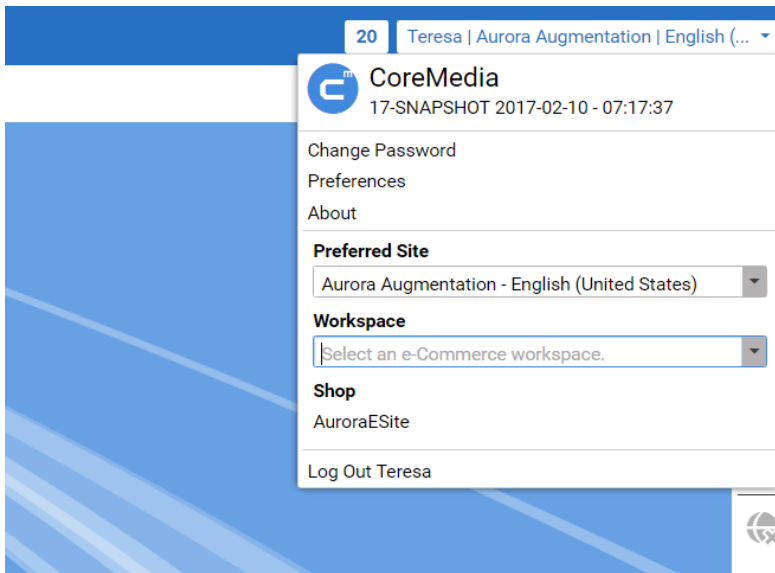 20 Teresa | Aurora Augmentation | English (...
CoreMedia
17-SNAPSHOT 2017-02-10 - 07:17:37
Change Password
Preferences
About
Preferred Site
Aurora Augmentation - English (United States)
Workspace
Select an e-Commerce workspace.
Shop
AuroraESite
Log Out Teresa